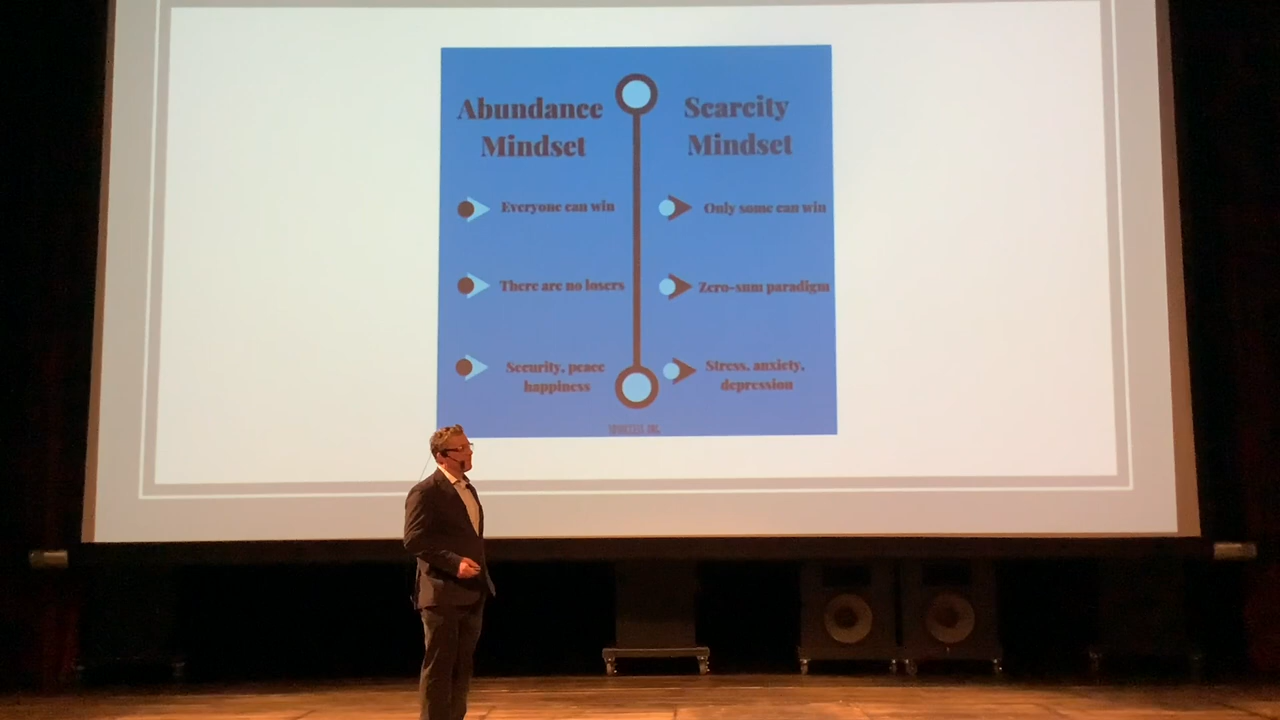 Abundance
Mindset
Everyone can win
There are no losers
Security, peace
happiness
Scarcity
Mindset
Only some can win
Zero-sum paradigm
Stress, anxiety,
depression